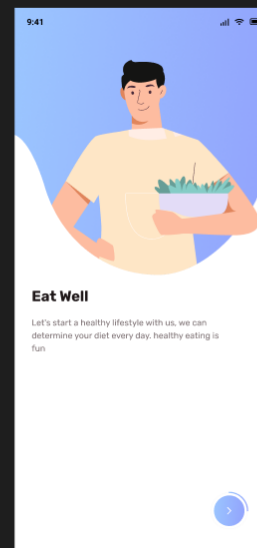 9:41
Eat Well
Let's start a healthy lifestyle with us, we can
determine your diet every day. healthy eating is
fun